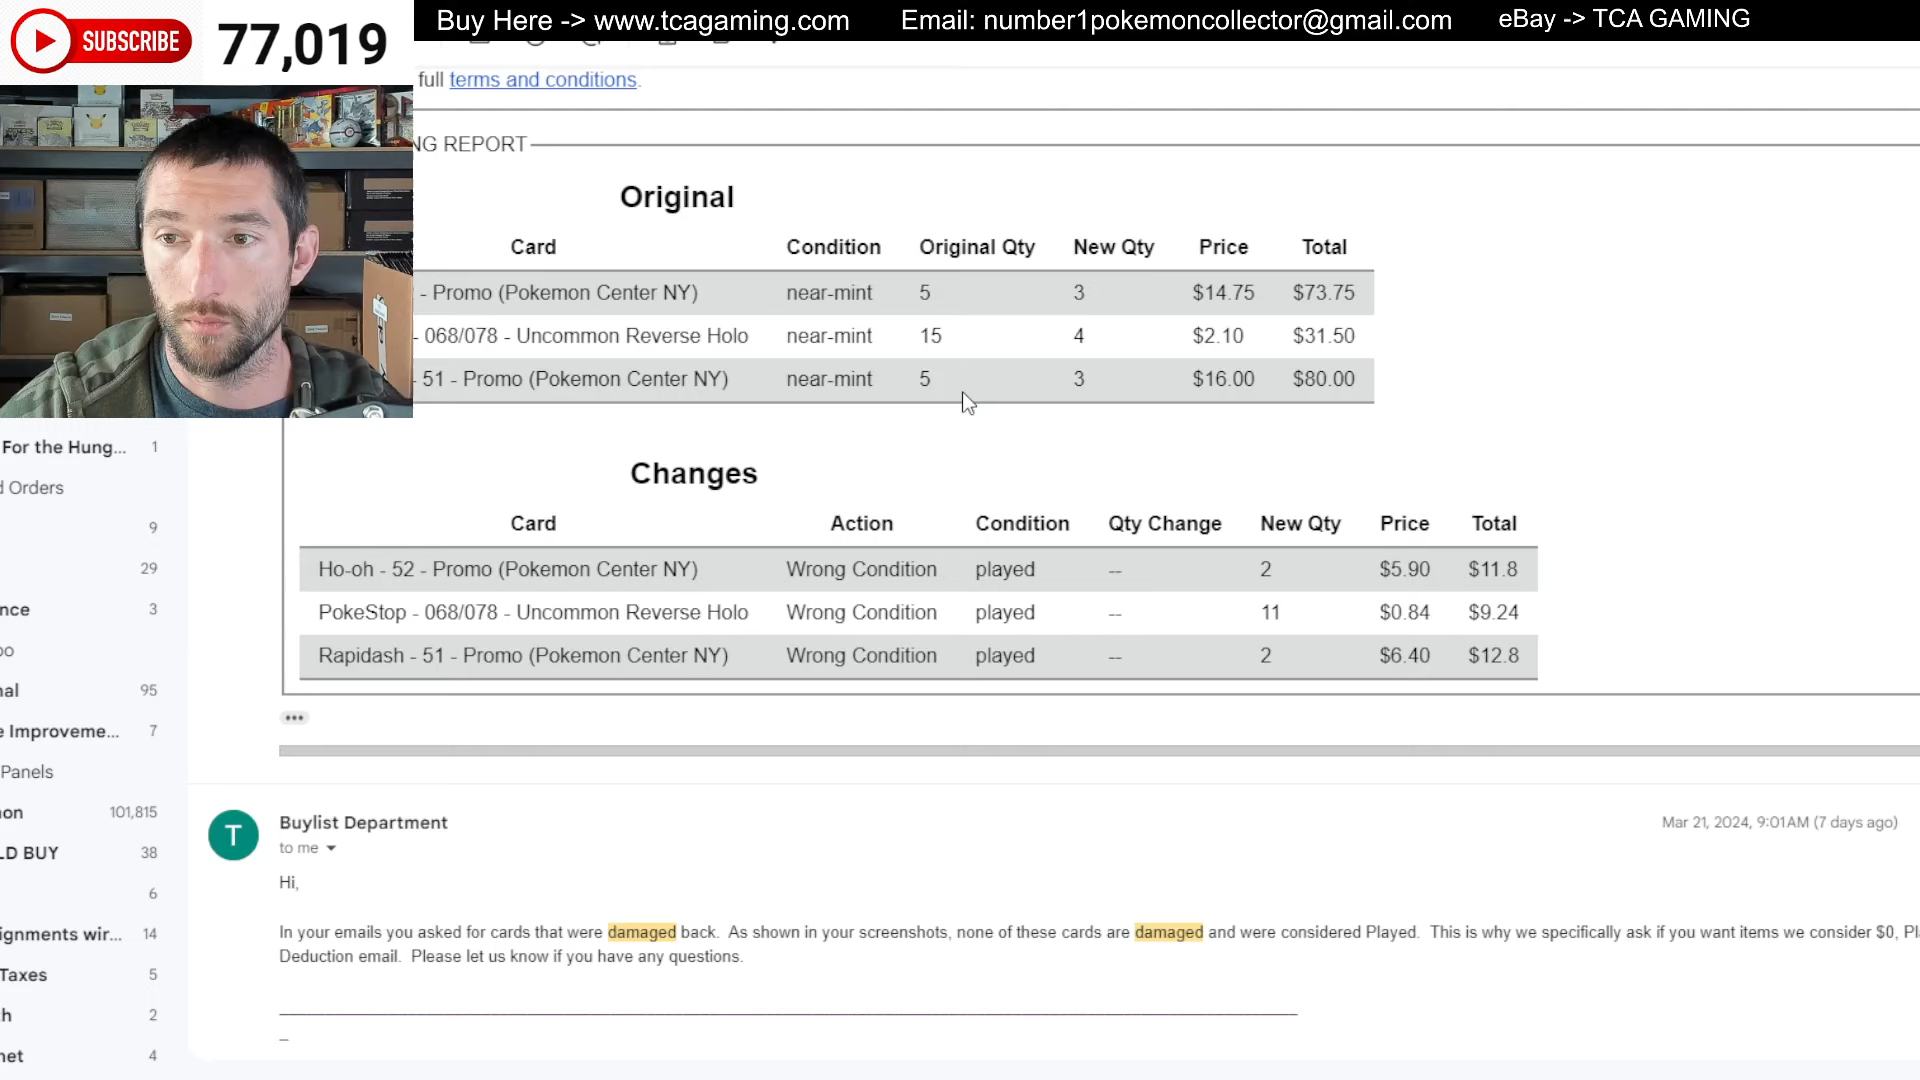 SUBSCRIBE 77,019
Buy Here -> www.tcagaming.com Email: number1pokemoncollector@gmail.com eBay -> TCA GAMING
full terms and conditions.
NG REPORT
Original
Card Condition Original Qty New Qty Price Total
- Promo (Pokemon Center NY) near-mint 5 3 $14.75 $73.75
- 068/078 - Uncommon Reverse Holo near-mint 15 4 $2.10 $31.50
- 51 - Promo (Pokemon Center NY) near-mint 5 3 $16.00 $80.00
Changes
Card Action Condition Qty Change New Qty Price Total
Ho-oh - 52 - Promo (Pokemon Center NY) Wrong Condition played -- 2 $5.90 $11.8
PokeStop - 068/078 - Uncommon Reverse Holo Wrong Condition played -- 11 $0.84 $9.24
Rapidash - 51 - Promo (Pokemon Center NY) Wrong Condition played -- 2 $6.40 $12.8
For the Hung... 1
d Orders
9
29
nce 3
oo
nal 95
e Improveme... 7
Panels
on 101,815
LD BUY 38
6
ignments wir... 14
Taxes 5
th 2
net 4
T
Buylist Department
Mar 21, 2024, 9:01AM (7 days ago)
to me
Hi,
In your emails you asked for cards that were damaged back. As shown in your screenshots, none of these cards are damaged and were considered Played. This is why we specifically ask if you want items we consider $0, Pl
Deduction email. Please let us know if you have any questions.